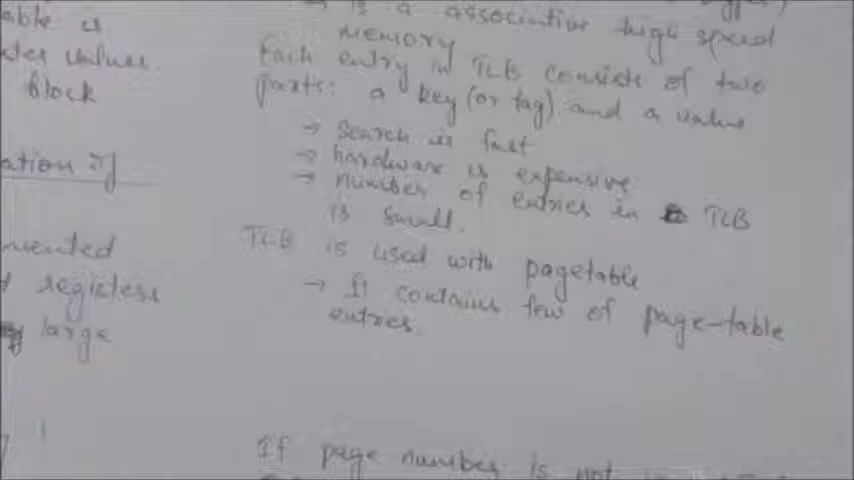 able is
values.
block
ation of
mented
registers
large
is a associative high speed
memory
Each entry in TLB consists of two
parts: a key (or tag) and a value
→ Search is fast
→ hardware is expensive
→ number of entries in TLB
is small.
TLB is used with pagetable
→ It contains few of page-table
entries.
If page number is not